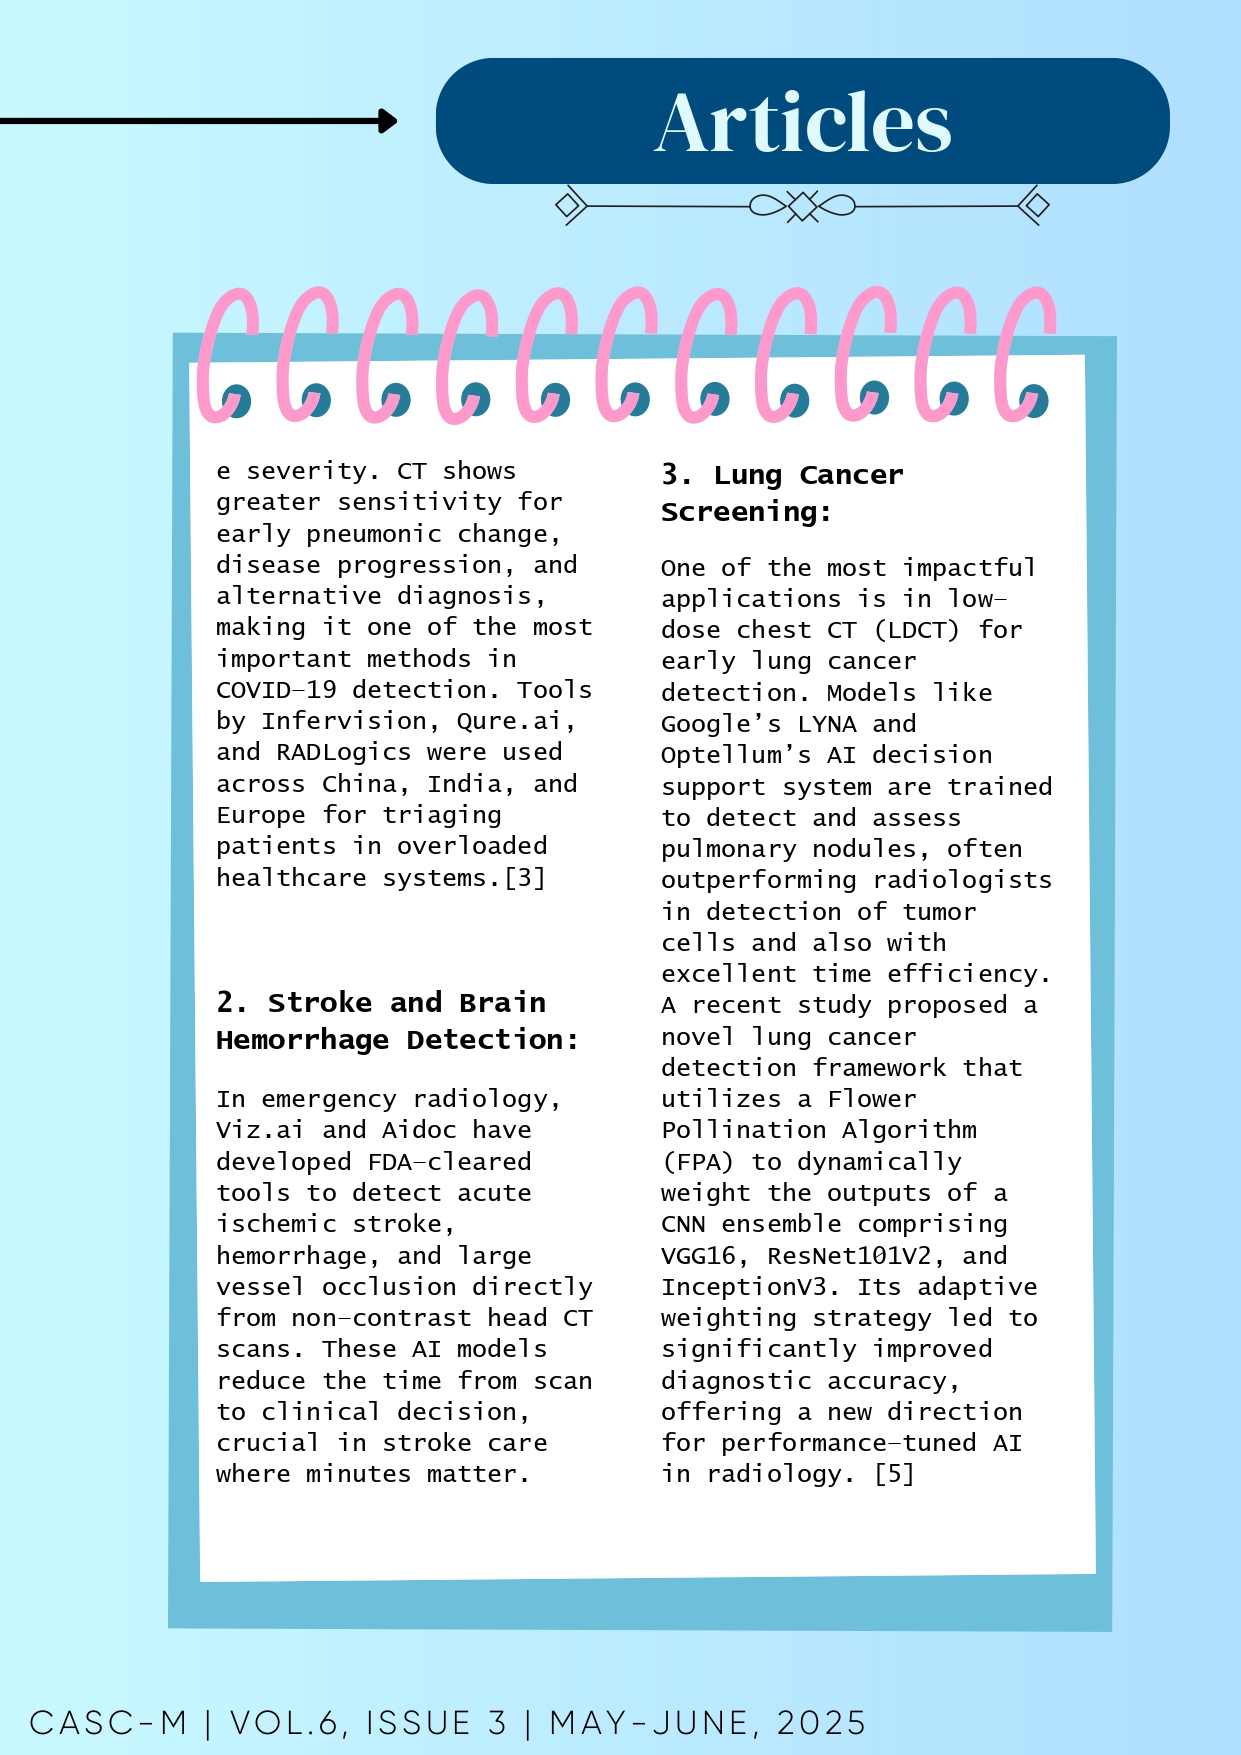 Articles
e severity. CT shows
greater sensitivity for
early pneumonic change,
disease progression, and
alternative diagnosis,
making it one of the most
important methods in
COVID-19 detection. Tools
by Infervision, Qure.ai,
and RADLogics were used
across China, India, and
Europe for triaging
patients in overloaded
healthcare systems.[3]
2. Stroke and Brain
Hemorrhage Detection:
In emergency radiology,
Viz.ai and Aidoc have
developed FDA-cleared
tools to detect acute
ischemic stroke,
hemorrhage, and large
vessel occlusion directly
from non-contrast head CT
scans. These AI models
reduce the time from scan
to clinical decision,
crucial in stroke care
where minutes matter.
3. Lung Cancer
Screening:
One of the most impactful
applications is in low-
dose chest CT (LDCT) for
early lung cancer
detection. Models like
Google’s LYNA and
Optellum’s AI decision
support system are trained
to detect and assess
pulmonary nodules, often
outperforming radiologists
in detection of tumor
cells and also with
excellent time efficiency.
A recent study proposed a
novel lung cancer
detection framework that
utilizes a Flower
Pollination Algorithm
(FPA) to dynamically
weight the outputs of a
CNN ensemble comprising
VGG16, ResNet101V2, and
InceptionV3. Its adaptive
weighting strategy led to
significantly improved
diagnostic accuracy,
offering a new direction
for performance-tuned AI
in radiology. [5]
CASC-M | VOL.6, ISSUE 3 | MAY-JUNE, 2025